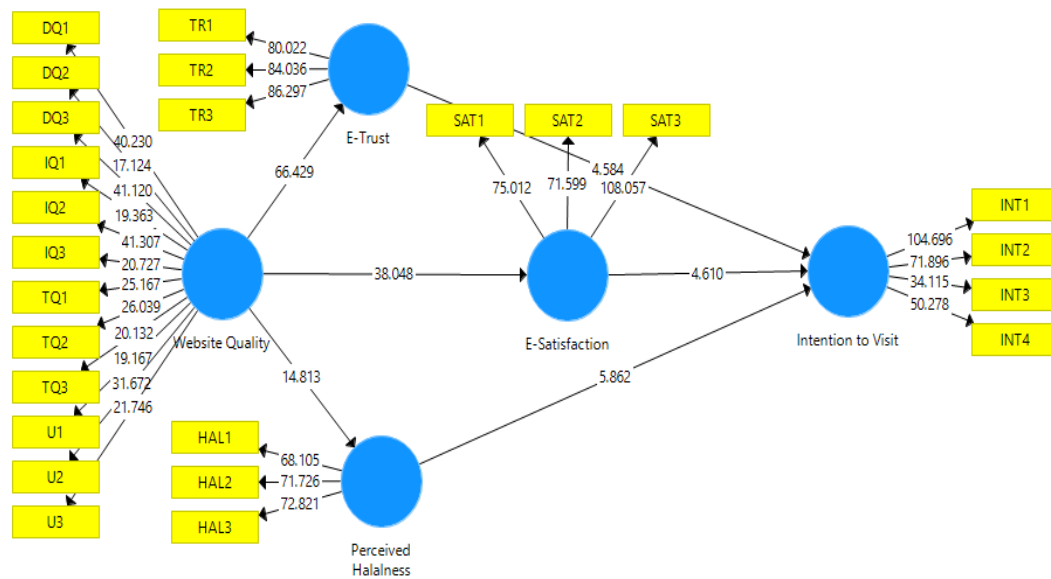 DQ1
DQ2
DQ3
IQ1
IQ2
IQ3
TQ1
TQ2
TQ3
U1
U2
U3
40.230
17.124
41.120
19.363
41.307
20.727
25.167
26.039
20.132
19.167
31.672
21.746
Website Quality
TR1
TR2
TR3
80.022
84.036
86.297
E-Trust
66.429
38.048
14.813
SAT1
SAT2
SAT3
75.012
71.599
108.057
E-Satisfaction
HAL1
HAL2
HAL3
68.105
71.726
72.821
Perceived
Halalness
4.584
4.610
5.862
Intention to Visit
104.696
71.896
34.115
50.278
INT1
INT2
INT3
INT4